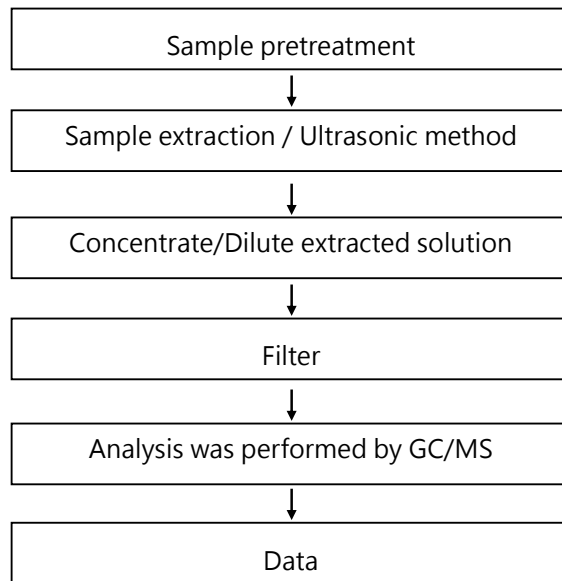 Sample pretreatment
Sample extraction / Ultrasonic method
Concentrate/Dilute extracted solution
Filter
Analysis was performed by GC/MS
Data